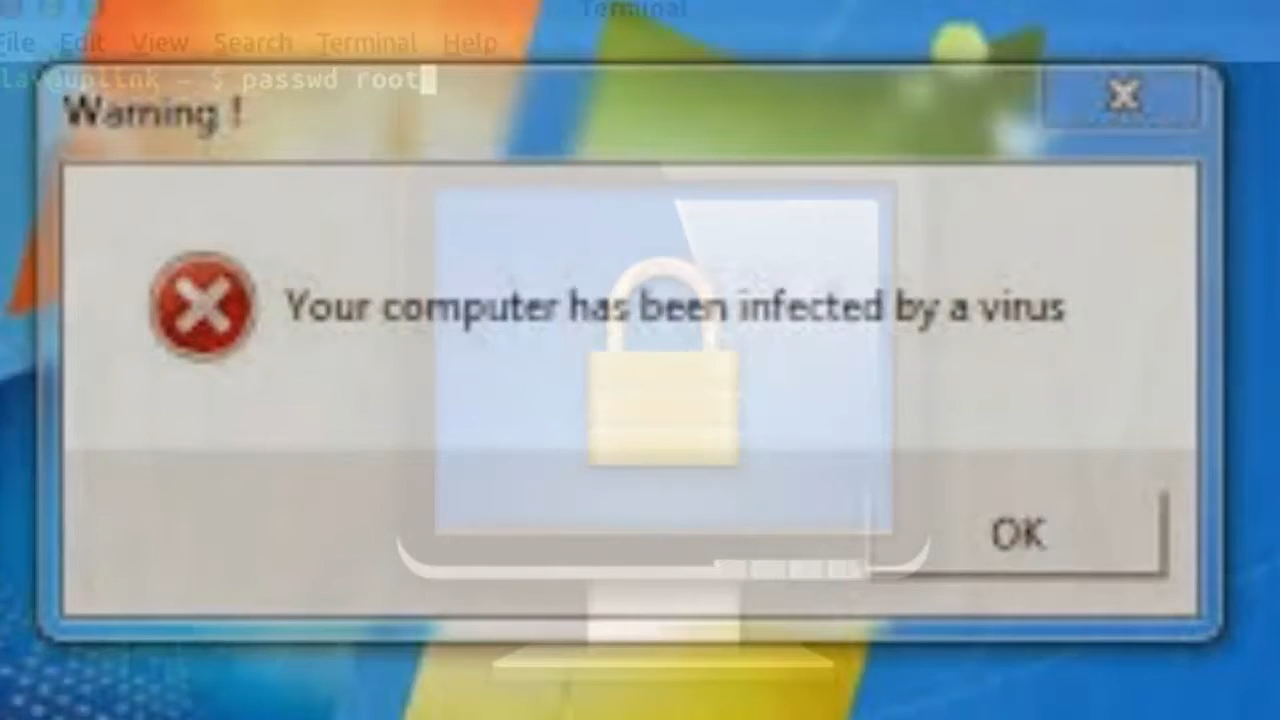 Terminal
File Edit View Search Terminal Help
~ $ passwd root
Warning !
Your computer has been infected by a virus
OK